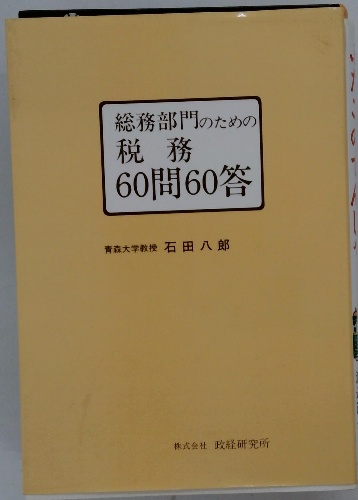 総務部門のための
税務
60問60答
青森大学教授 石田八郎
株式会社 政経研究所